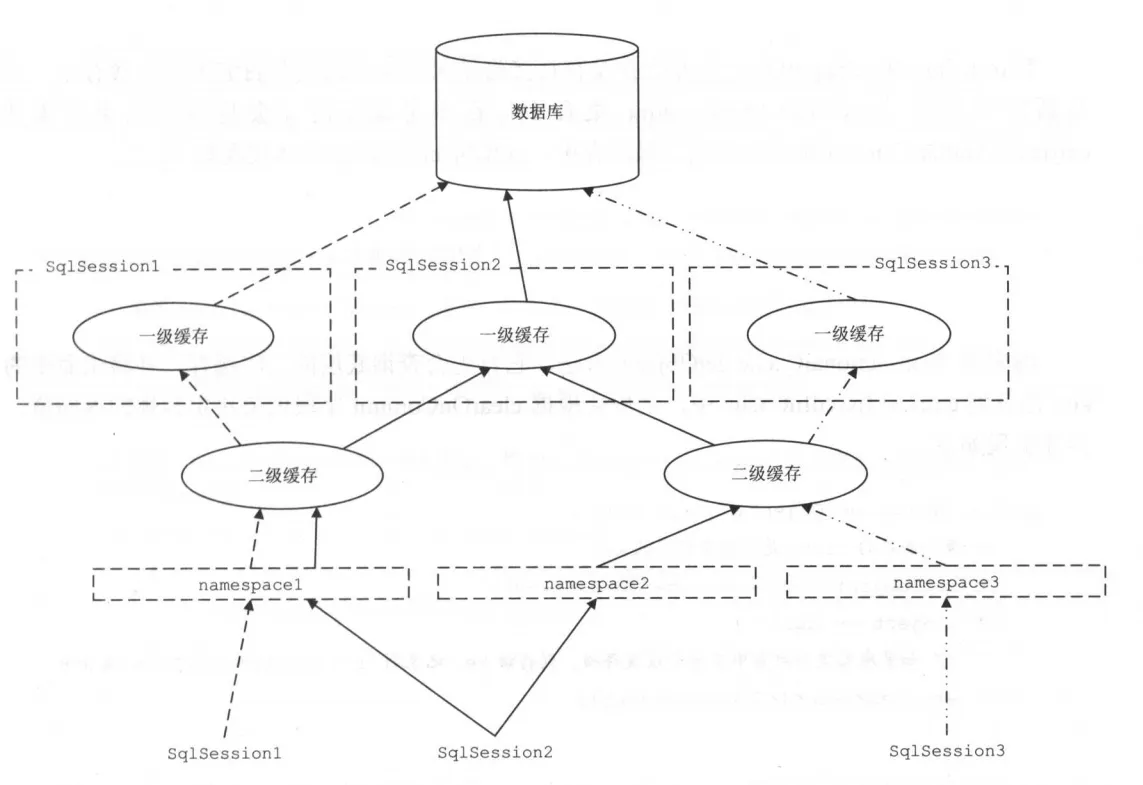 数据库
SqlSession1
SqlSession2
SqlSession3
一级缓存
一级缓存
一级缓存
二级缓存
二级缓存
namespace1
namespace2
namespace3
SqlSession1
SqlSession2
SqlSession3